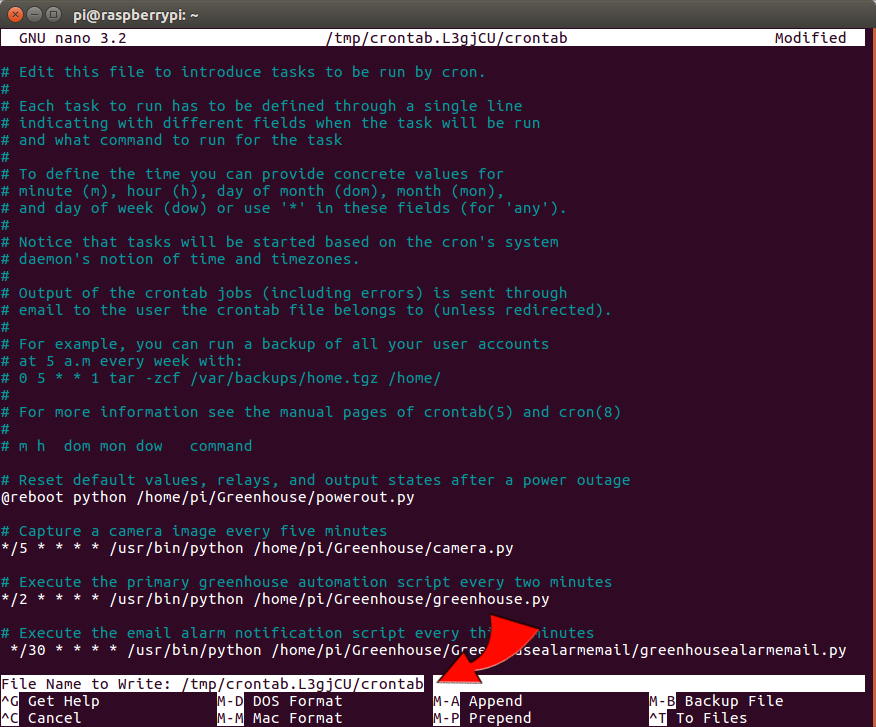 pi@raspberrypi: ~
GNU nano 3.2 /tmp/crontab.L3gjCU/crontab Modified
# Edit this file to introduce tasks to be run by cron.
#
# Each task to run has to be defined through a single line
# indicating with different fields when the task will be run
# and what command to run for the task
#
# To define the time you can provide concrete values for
# minute (m), hour (h), day of month (dom), month (mon),
# and day of week (dow) or use '*' in these fields (for 'any').
#
# Notice that tasks will be started based on the cron's system
# daemon's notion of time and timezones.
#
# Output of the crontab jobs (including errors) is sent through
# email to the user the crontab file belongs to (unless redirected).
#
# For example, you can run a backup of all your user accounts
# at 5 a.m every week with:
# 0 5 * * 1 tar -zcf /var/backups/home.tgz /home/
#
# For more information see the manual pages of crontab(5) and cron(8)
#
# m h  dom mon dow   command
# Reset default values, relays, and output states after a power outage
@reboot python /home/pi/Greenhouse/powerout.py
# Capture a camera image every five minutes
*/5 * * * * /usr/bin/python /home/pi/Greenhouse/camera.py
# Execute the primary greenhouse automation script every two minutes
*/2 * * * * /usr/bin/python /home/pi/Greenhouse/greenhouse.py
# Execute the email alarm notification script every minutes
*/30 * * * * /usr/bin/python /home/pi/Greenhouse/ /greenhousealarmemail.py
File Name to Write: /tmp/crontab.L3gjCU/crontab
^G Get Help M-D DOS Format M-A Append M-B Backup File
^C Cancel M-M Mac Format M-P Prepend ^T To Files